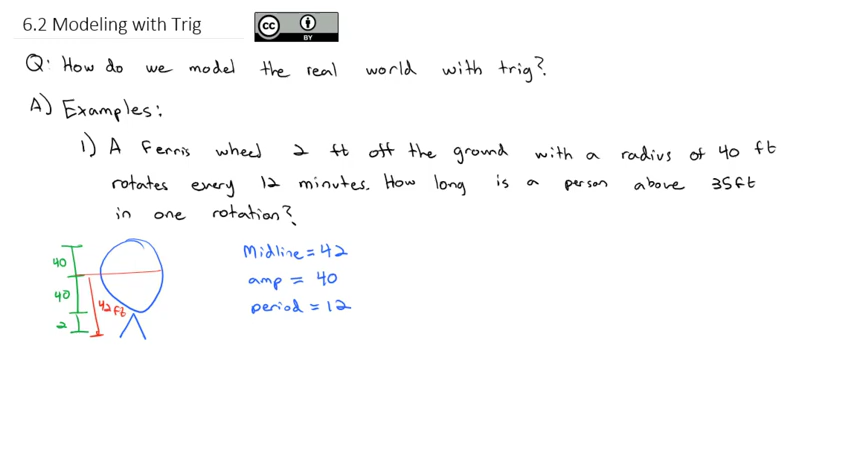 6.2 Modeling with Trig
cc BY
Q: How do we model the real world with trig?
A) Examples:
1) A Ferris wheel 2 ft off the ground with a radius of 40 ft
rotates every 12 minutes. How long is a person above 35ft
in one rotation?
40
40
2
42 ft
Midline = 42
amp = 40
period = 12